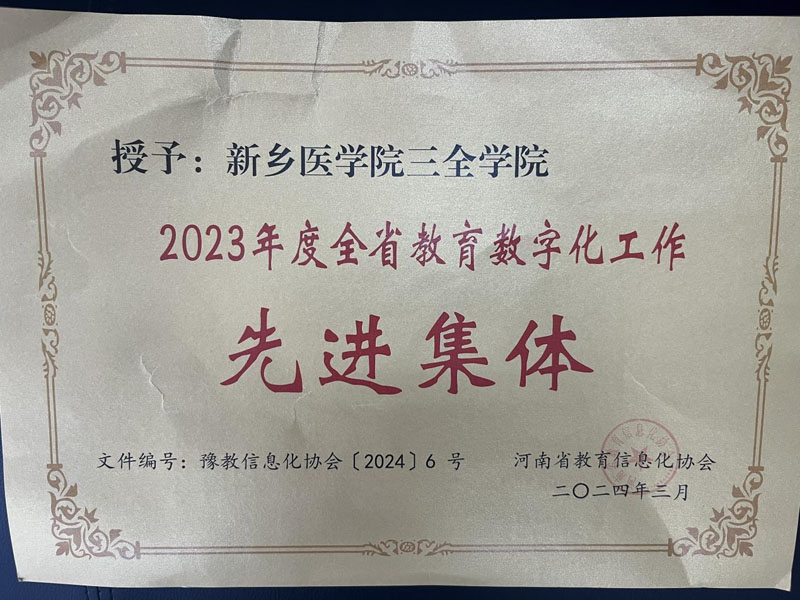 授予：新乡医学院三全学院
2023年度全省教育数字化工作
先进集体
文件编号：豫教信息化协会〔2024〕6 号
河南省教育信息化协会
二〇二四年三月